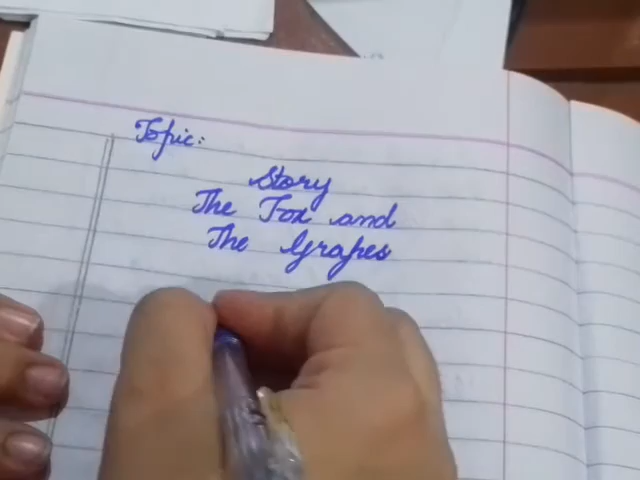 Topic:
Story
The Fox and
The Grapes